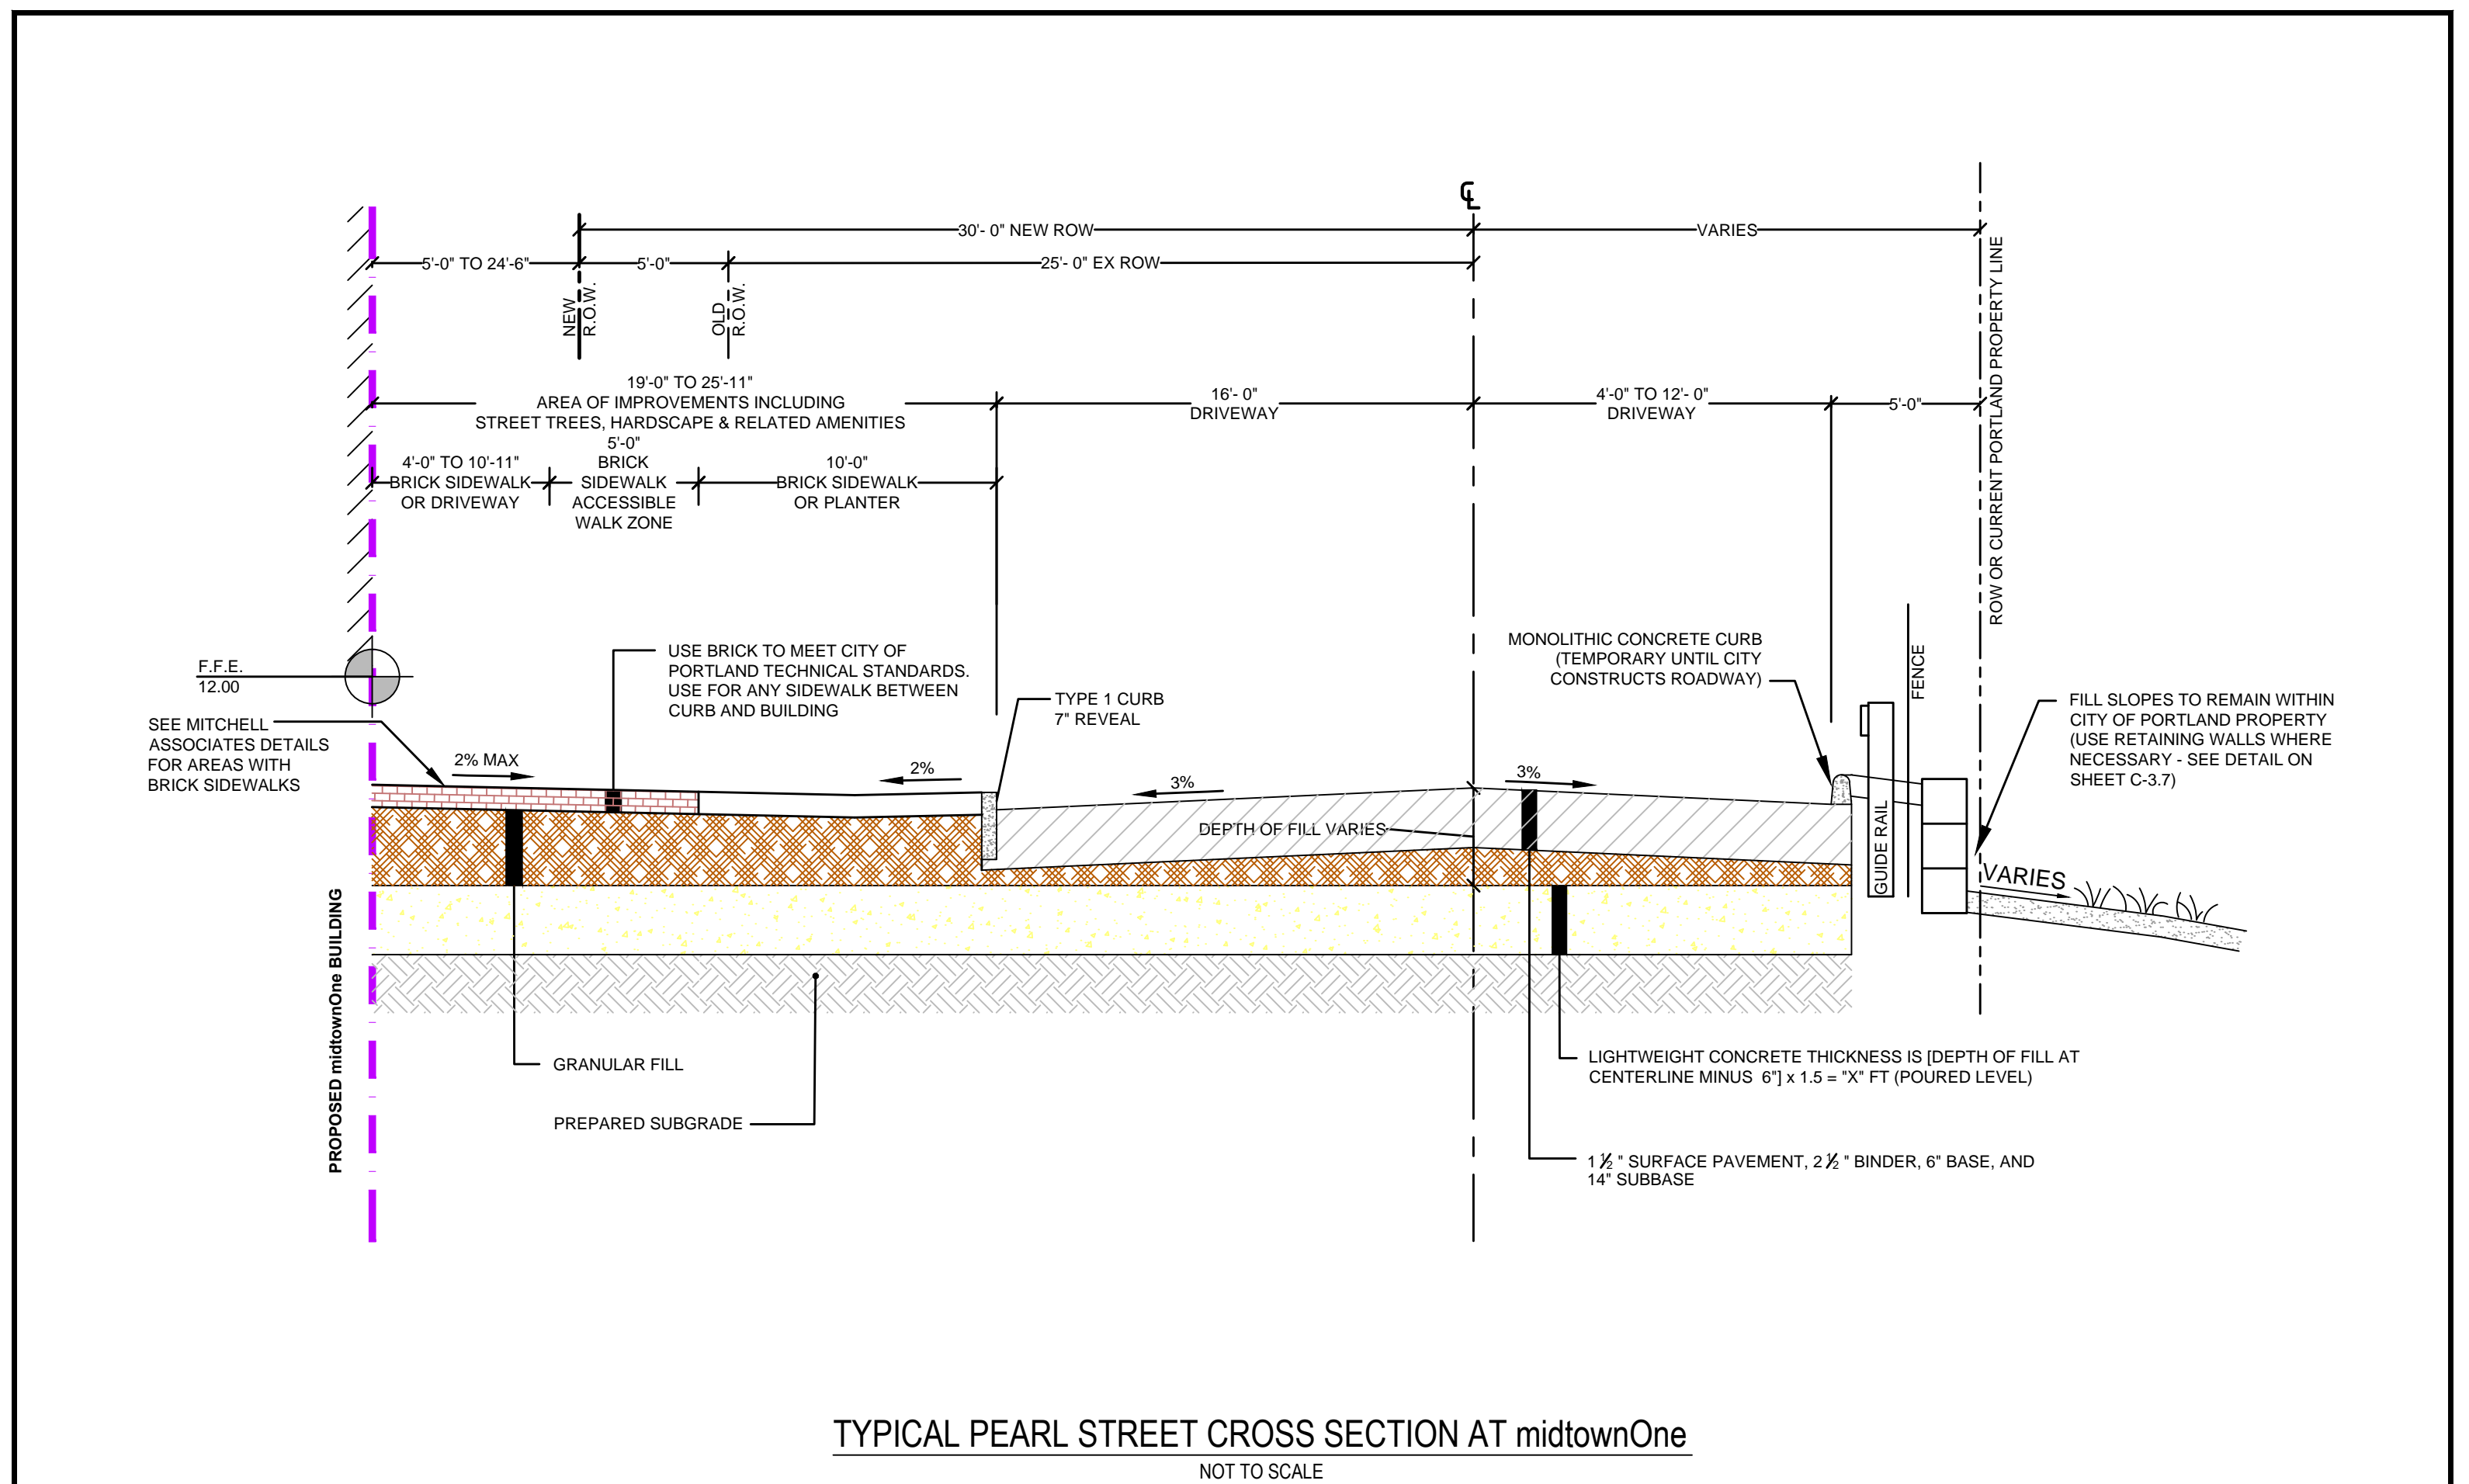 ℄
30'- 0" NEW ROW
VARIES
5'-0" TO 24'-6"
5'-0"
25'- 0" EX ROW
NEW
R.O.W.
OLD
R.O.W.
ROW OR CURRENT PORTLAND PROPERTY LINE
19'-0" TO 25'-11"
AREA OF IMPROVEMENTS INCLUDING
STREET TREES, HARDSCAPE & RELATED AMENITIES
16'- 0"
DRIVEWAY
4'-0" TO 12'- 0"
DRIVEWAY
5'-0"
4'-0" TO 10'-11"
BRICK SIDEWALK
OR DRIVEWAY
5'-0"
BRICK
SIDEWALK
ACCESSIBLE
WALK ZONE
10'-0"
BRICK SIDEWALK
OR PLANTER
F.F.E.
12.00
USE BRICK TO MEET CITY OF
PORTLAND TECHNICAL STANDARDS.
USE FOR ANY SIDEWALK BETWEEN
CURB AND BUILDING
TYPE 1 CURB
7" REVEAL
MONOLITHIC CONCRETE CURB
(TEMPORARY UNTIL CITY
CONSTRUCTS ROADWAY)
FENCE
FILL SLOPES TO REMAIN WITHIN
CITY OF PORTLAND PROPERTY
(USE RETAINING WALLS WHERE
NECESSARY - SEE DETAIL ON
SHEET C-3.7)
SEE MITCHELL
ASSOCIATES DETAILS
FOR AREAS WITH
BRICK SIDEWALKS
2% MAX
2%
3%
3%
DEPTH OF FILL VARIES
GUIDE RAIL
VARIES
PROPOSED midtownOne BUILDING
GRANULAR FILL
PREPARED SUBGRADE
LIGHTWEIGHT CONCRETE THICKNESS IS [DEPTH OF FILL AT
CENTERLINE MINUS 6"] x 1.5 = "X" FT (POURED LEVEL)
1 ½ " SURFACE PAVEMENT, 2 ½ " BINDER, 6" BASE, AND
14" SUBBASE
TYPICAL PEARL STREET CROSS SECTION AT midtownOne
NOT TO SCALE